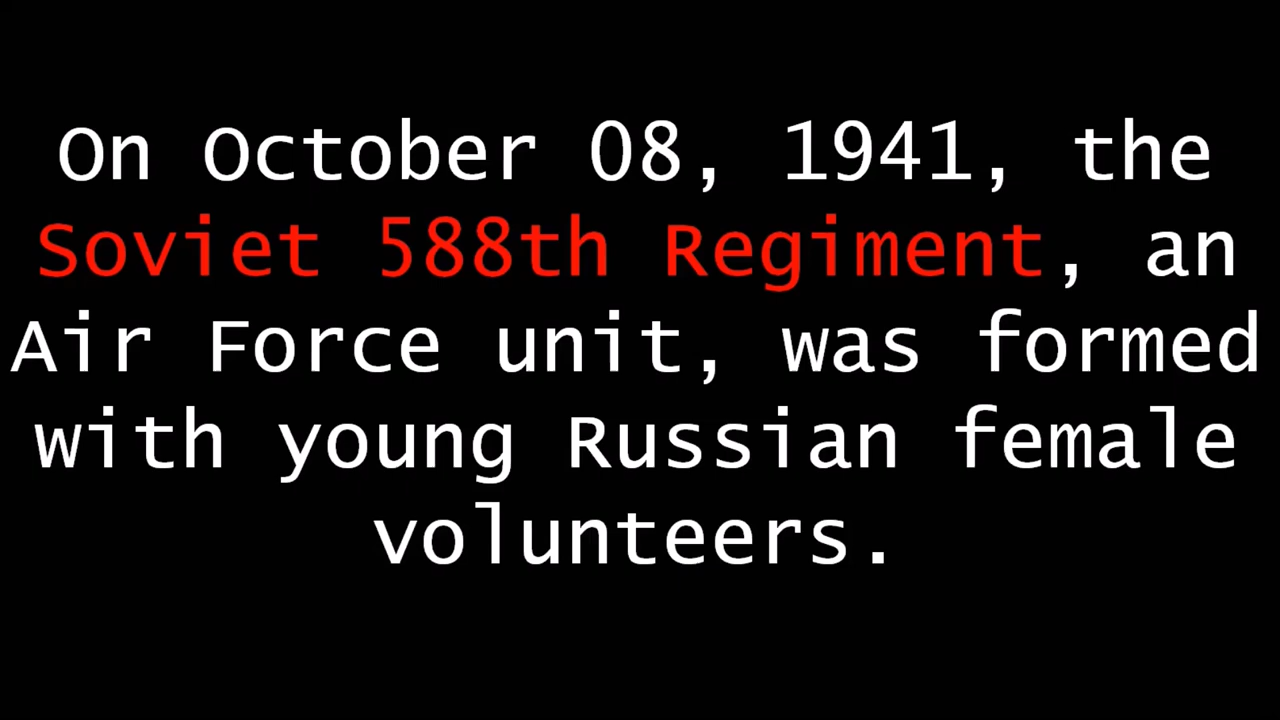 On October 08, 1941, the
Soviet 588th Regiment, an
Air Force unit, was formed
with young Russian female
volunteers.